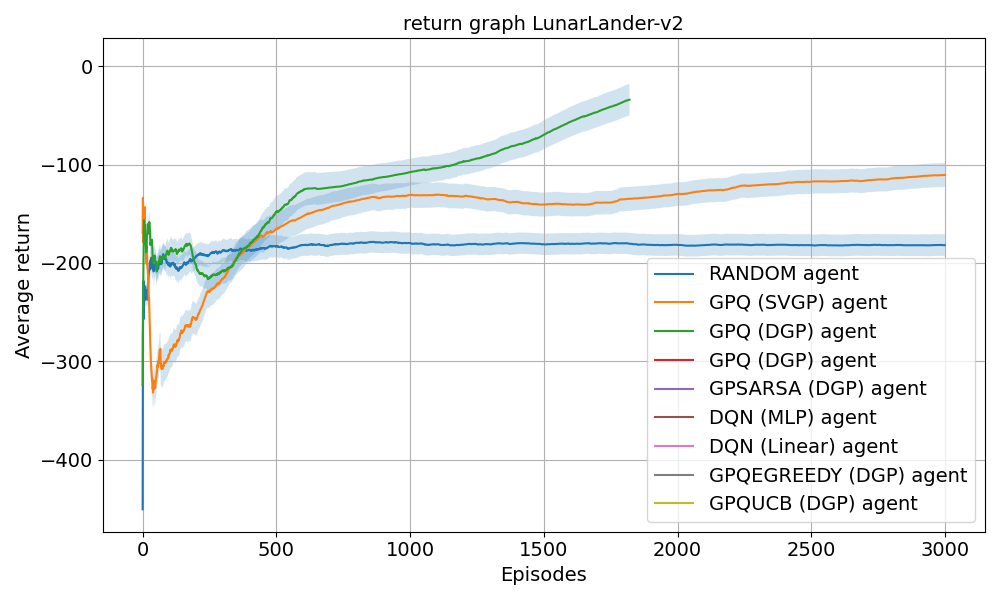 return graph LunarLander-v2
Average return
0
−100
−200
−300
−400
0 500 1000 1500 2000 2500 3000
Episodes
RANDOM agent
GPQ (SVGP) agent
GPQ (DGP) agent
GPQ (DGP) agent
GPSARSA (DGP) agent
DQN (MLP) agent
DQN (Linear) agent
GPQEGREEDY (DGP) agent
GPQUCB (DGP) agent